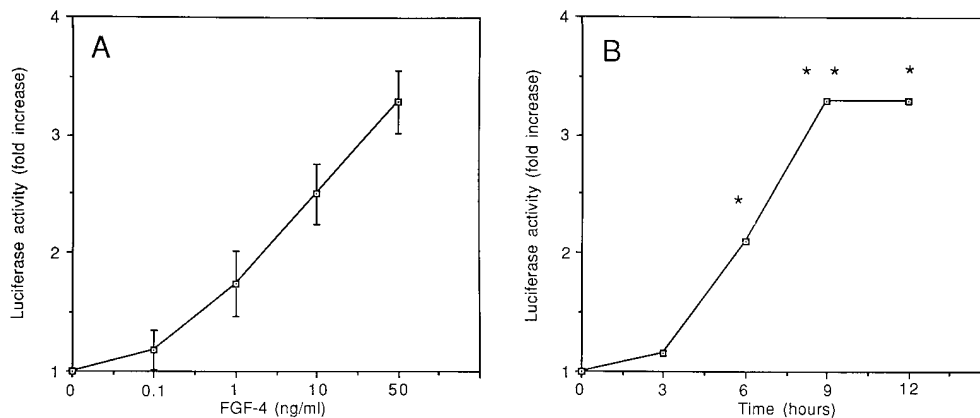 A
Luciferase activity (fold increase)
4
3
2
1
0
0.1
1
10
50
FGF-4 (ng/ml)
B
Luciferase activity (fold increase)
4
3
2
1
* * *
*
0
3
6
9
12
Time (hours)